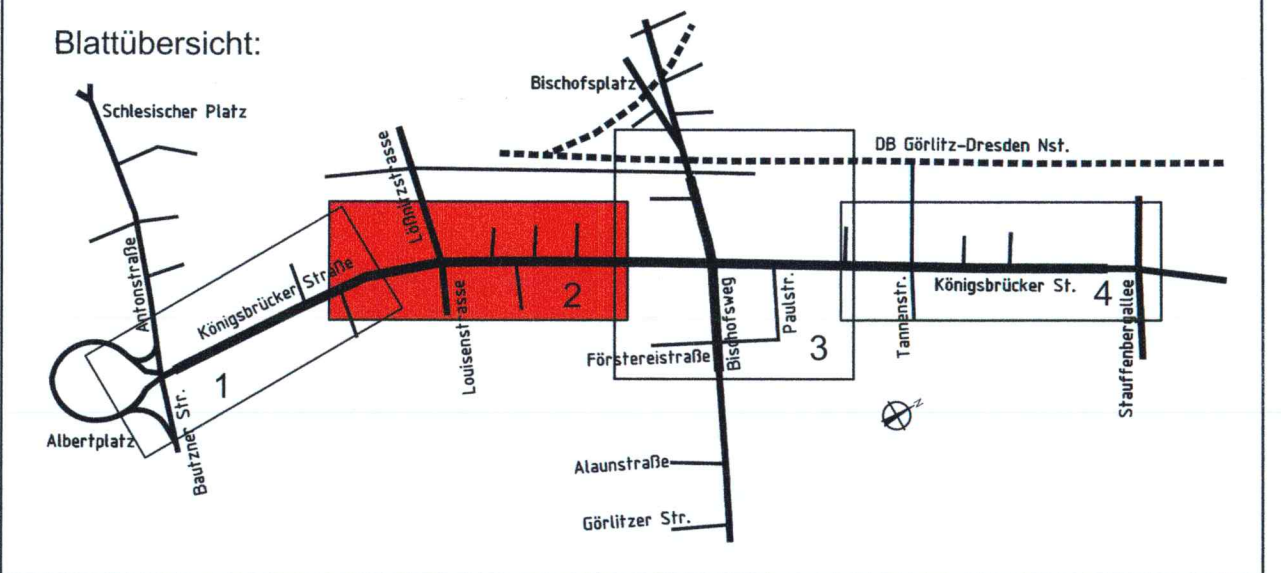 Blattübersicht:
Schlesischer Platz
Bischofsplatz
DB Görlitz-Dresden Nst.
Lößnirzstrasse
Antonstraße
Königsbrücker Straße
Louisenstrasse
2
1
Albertplatz
Bautzner Str.
Förstereistraße
Bischofsweg
Paulstr.
3
Tannenstr.
Königsbrücker St.
4
Stauffenbergallee
N
Alaunstraße
Görlitzer Str.